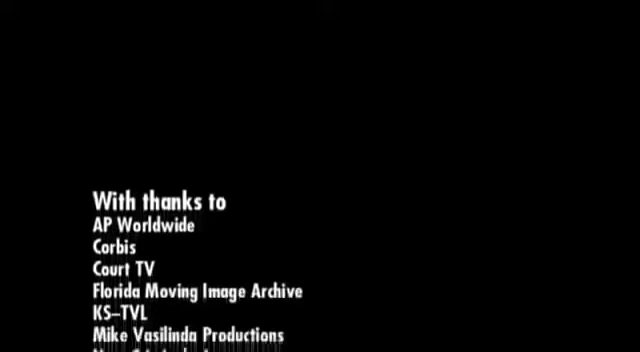 With thanks to
AP Worldwide
Corbis
Court TV
Florida Moving Image Archive
KS–TVL
Mike Vasilinda Productions